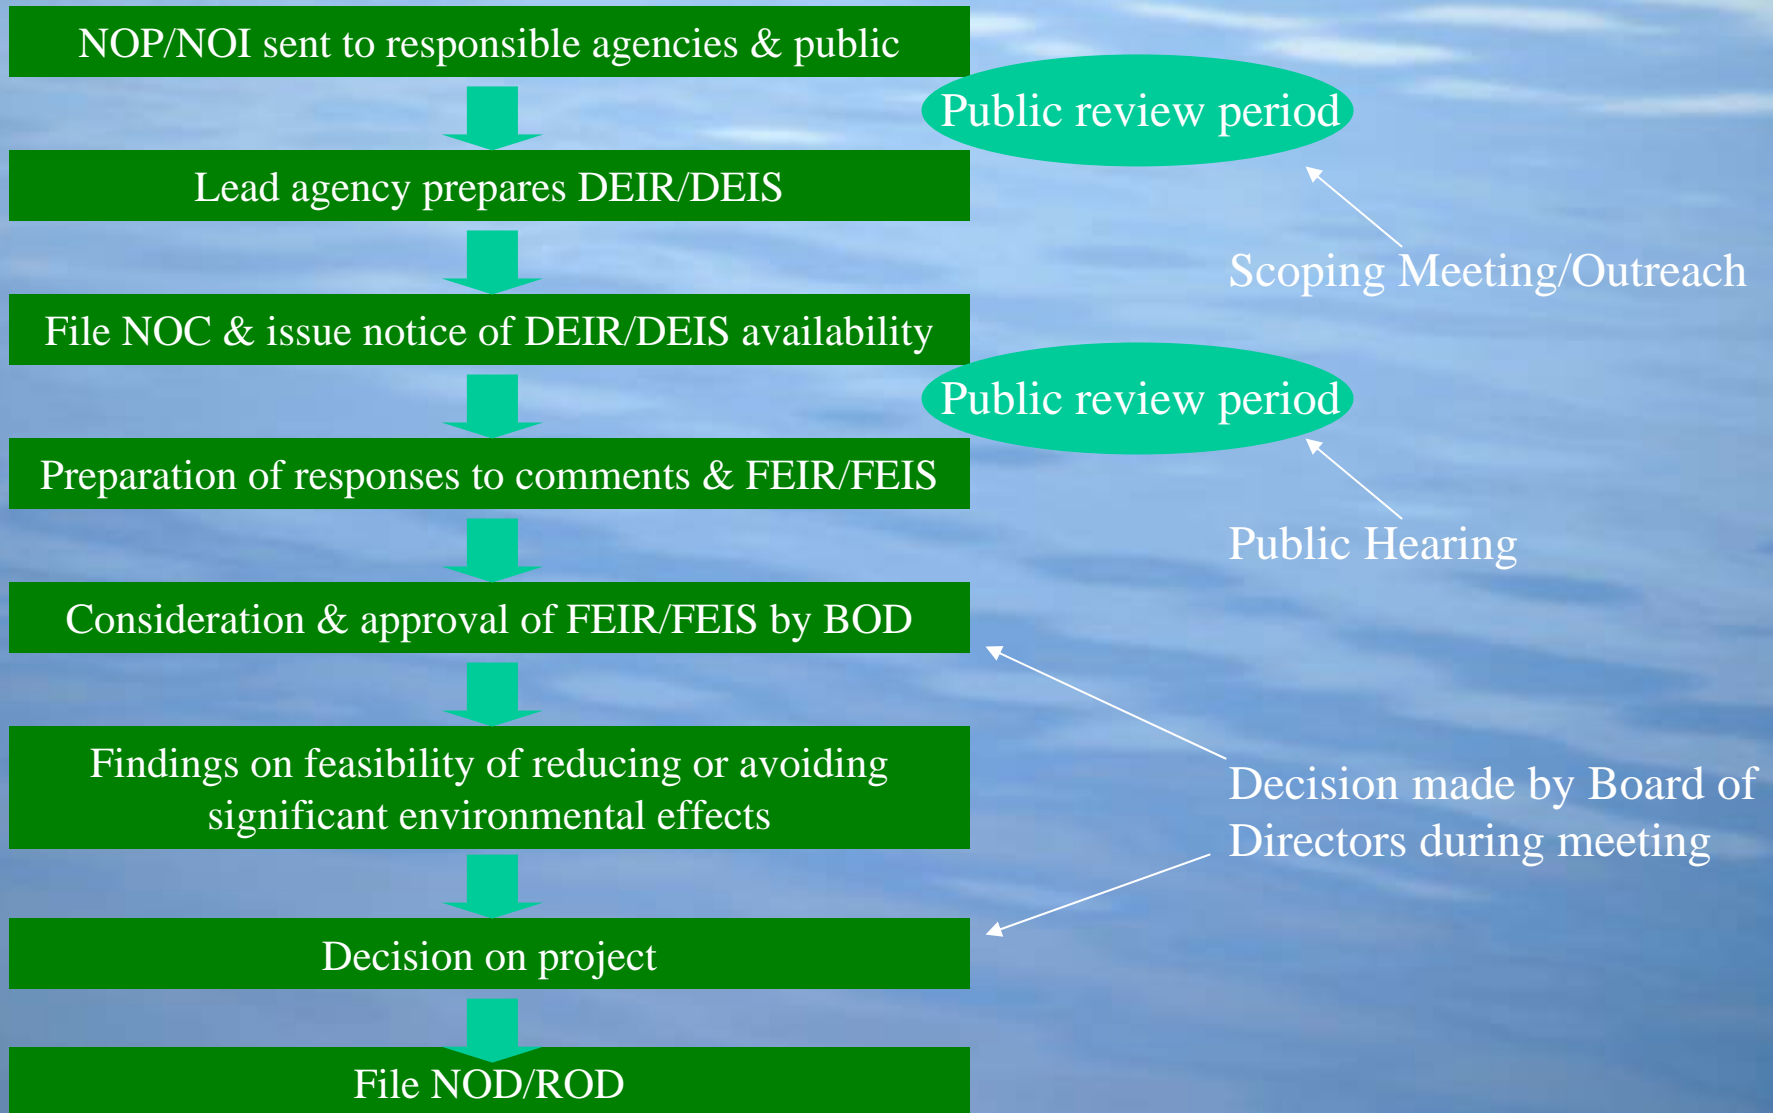 NOP/NOI sent to responsible agencies & public
Public review period
Lead agency prepares DEIR/DEIS
Scoping Meeting/Outreach
File NOC & issue notice of DEIR/DEIS availability
Public review period
Preparation of responses to comments & FEIR/FEIS
Public Hearing
Consideration & approval of FEIR/FEIS by BOD
Findings on feasibility of reducing or avoiding
significant environmental effects
Decision made by Board of
Directors during meeting
Decision on project
File NOD/ROD